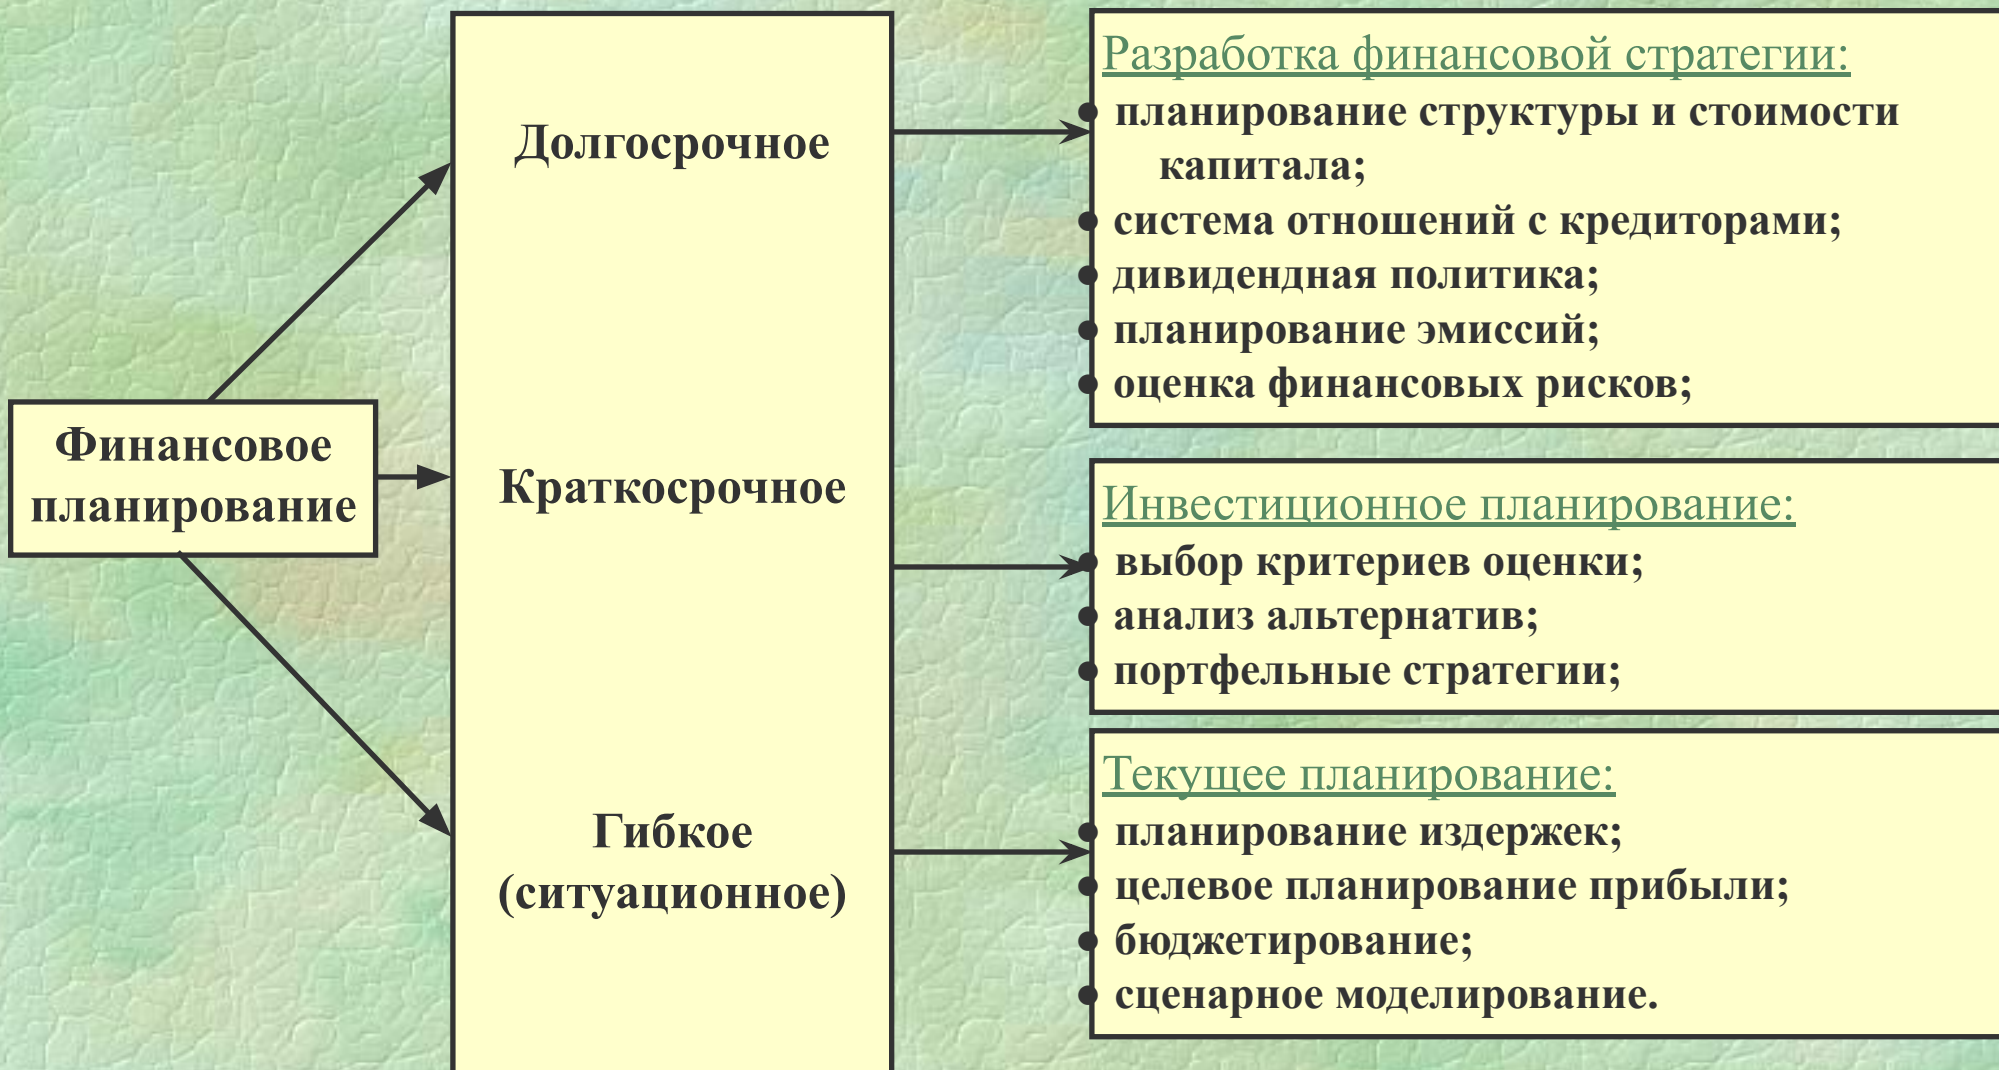 Финансовое
планирование
Долгосрочное
Краткосрочное
Гибкое
(ситуационное)
Разработка финансовой стратегии:
● планирование структуры и стоимости
капитала;
● система отношений с кредиторами;
● дивидендная политика;
● планирование эмиссий;
● оценка финансовых рисков;
Инвестиционное планирование:
● выбор критериев оценки;
● анализ альтернатив;
● портфельные стратегии;
Текущее планирование:
● планирование издержек;
● целевое планирование прибыли;
● бюджетирование;
● сценарное моделирование.